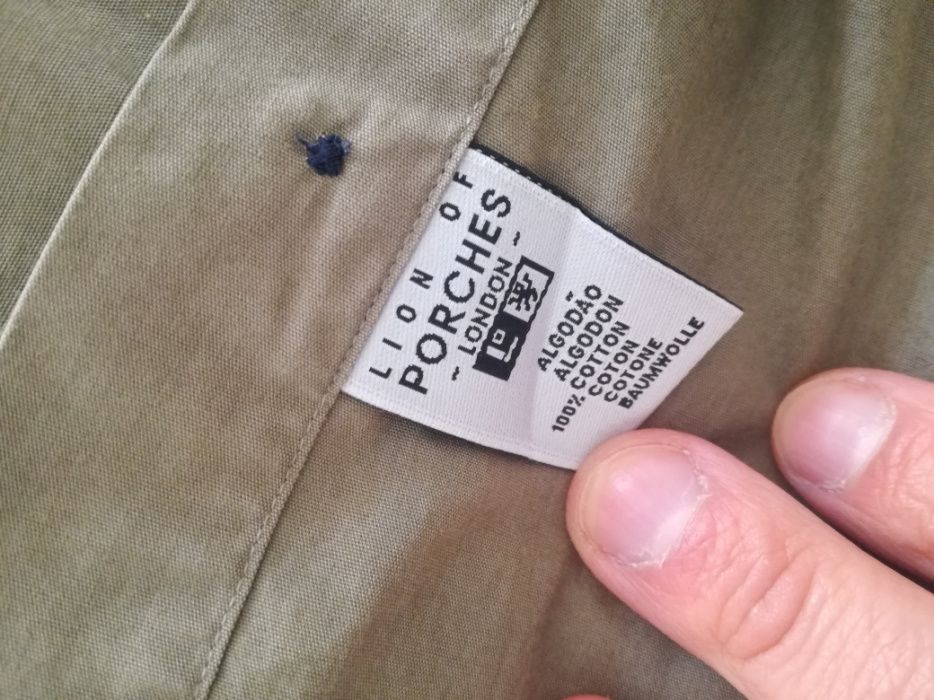 LION OF
PORCHES
~ LONDON ~
ALGODÃO
ALGODON
100% COTTON
COTON
COTONE
BAUMWOLLE